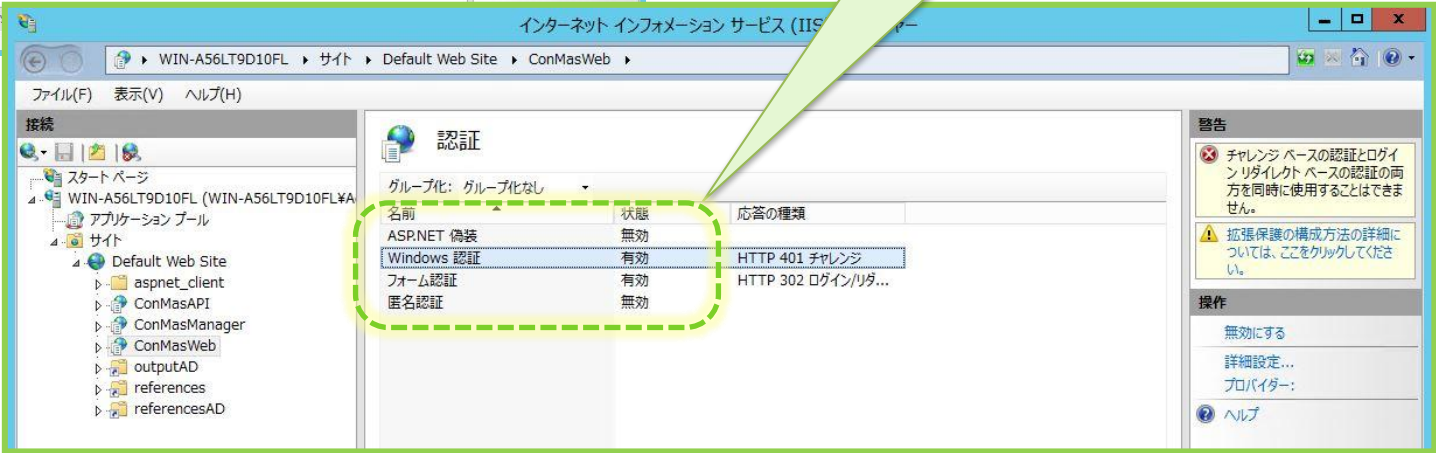 インターネット インフォメーション サービス (IIS
ー
WIN-A56LT9D10FL サイト Default Web Site ConMasWeb
ファイル(F) 表示(V) ヘルプ(H)
接続
スタート ページ
WIN-A56LT9D10FL (WIN-A56LT9D10FL¥A
アプリケーション プール
サイト
Default Web Site
aspnet_client
ConMasAPI
ConMasManager
ConMasWeb
outputAD
references
referencesAD
認証
グループ化: グループ化なし
名前 状態 応答の種類
ASP.NET 偽装 無効
Windows 認証 有効 HTTP 401 チャレンジ
フォーム認証 有効 HTTP 302 ログイン/リダ...
匿名認証 無効
警告
チャレンジ ベースの認証とログイ
ン リダイレクト ベースの認証の両
方を同時に使用することはできま
せん。
拡張保護の構成方法の詳細に
ついては、ここをクリックしてくださ
い。
操作
無効にする
詳細設定...
プロバイダー:
ヘルプ